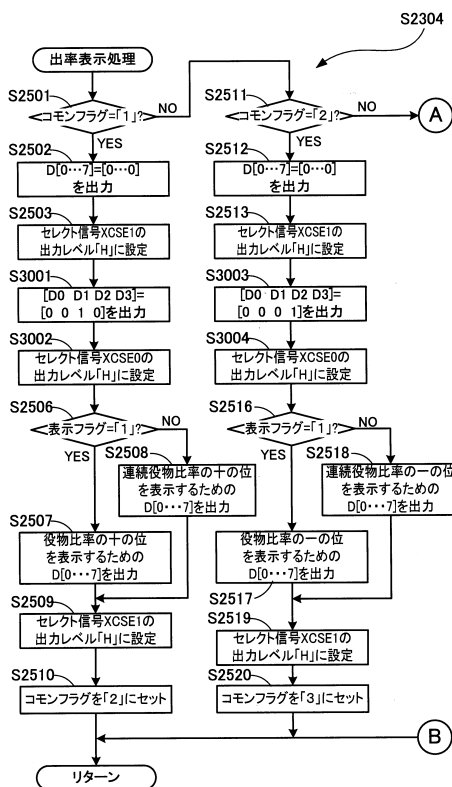 S2304
出率表示処理
S2501
コモンフラグ=「1」?
NO
YES
S2502
D[0・・・7]=[0・・・0]
を出力
S2503
セレクト信号XCSE1の
出力レベル「H」に設定
S3001
[D0 D1 D2 D3]=
[0 0 1 0]を出力
S3002
セレクト信号XCSE0の
出力レベル「H」に設定
S2506
表示フラグ=「1」?
NO
YES
S2508
連続役物比率の十の位
を表示するための
D[0・・・7]を出力
S2507
役物比率の十の位
を表示するための
D[0・・・7]を出力
S2509
セレクト信号XCSE1の
出力レベル「H」に設定
S2510
コモンフラグを「2」にセット
リターン
S2511
コモンフラグ=「2」?
NO
A
YES
S2512
D[0・・・7]=[0・・・0]
を出力
S2513
セレクト信号XCSE1の
出力レベル「H」に設定
S3003
[D0 D1 D2 D3]=
[0 0 0 1]を出力
S3004
セレクト信号XCSE0の
出力レベル「H」に設定
S2516
表示フラグ=「1」?
NO
YES
S2518
連続役物比率の一の位
を表示するための
D[0・・・7]を出力
役物比率の一の位
を表示するための
D[0・・・7]を出力
S2517
S2519
セレクト信号XCSE1の
出力レベル「H」に設定
S2520
コモンフラグを「3」にセット
B